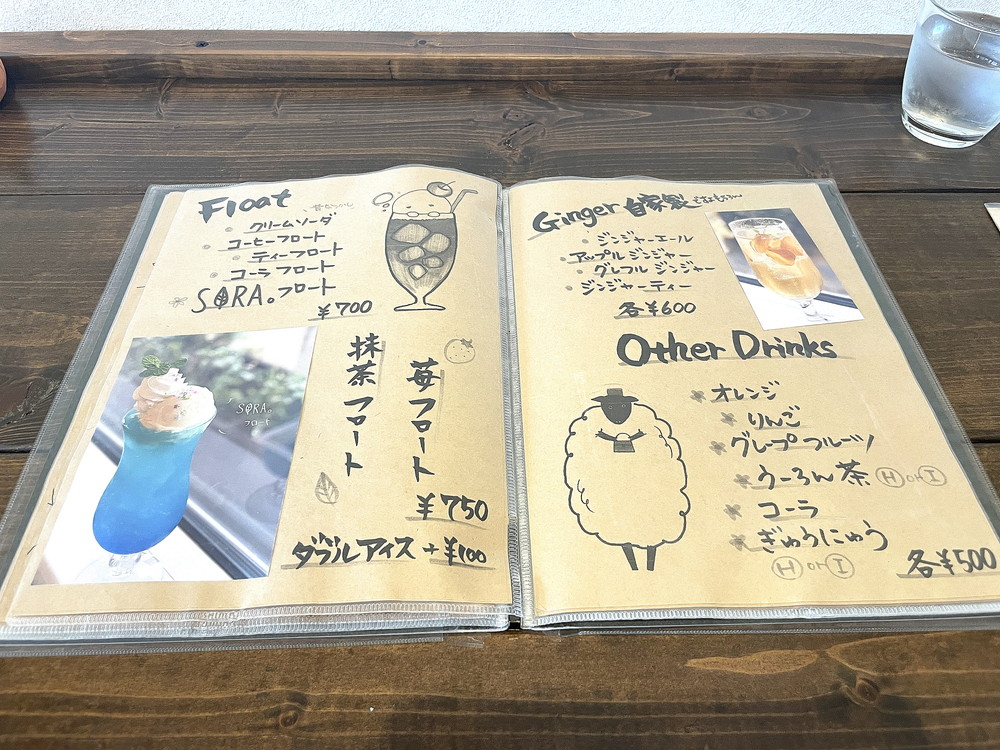 Float
クリームソーダ
コーヒーフロート
ティーフロート
コーラフロート
SORA。フロート
¥700
SORA。
フロート
苺フロート
抹茶フロート
¥750
ダブルアイス+¥100
Ginger 自家製
ジンジャーエール
アップルジンジャー
グレフルジンジャー
ジンジャーティー
各¥600
Other Drinks
オレンジ
りんご
グレープフルーツ
うーろん茶 H or I
コーラ
ぎゅうにゅう
H or I
各¥500